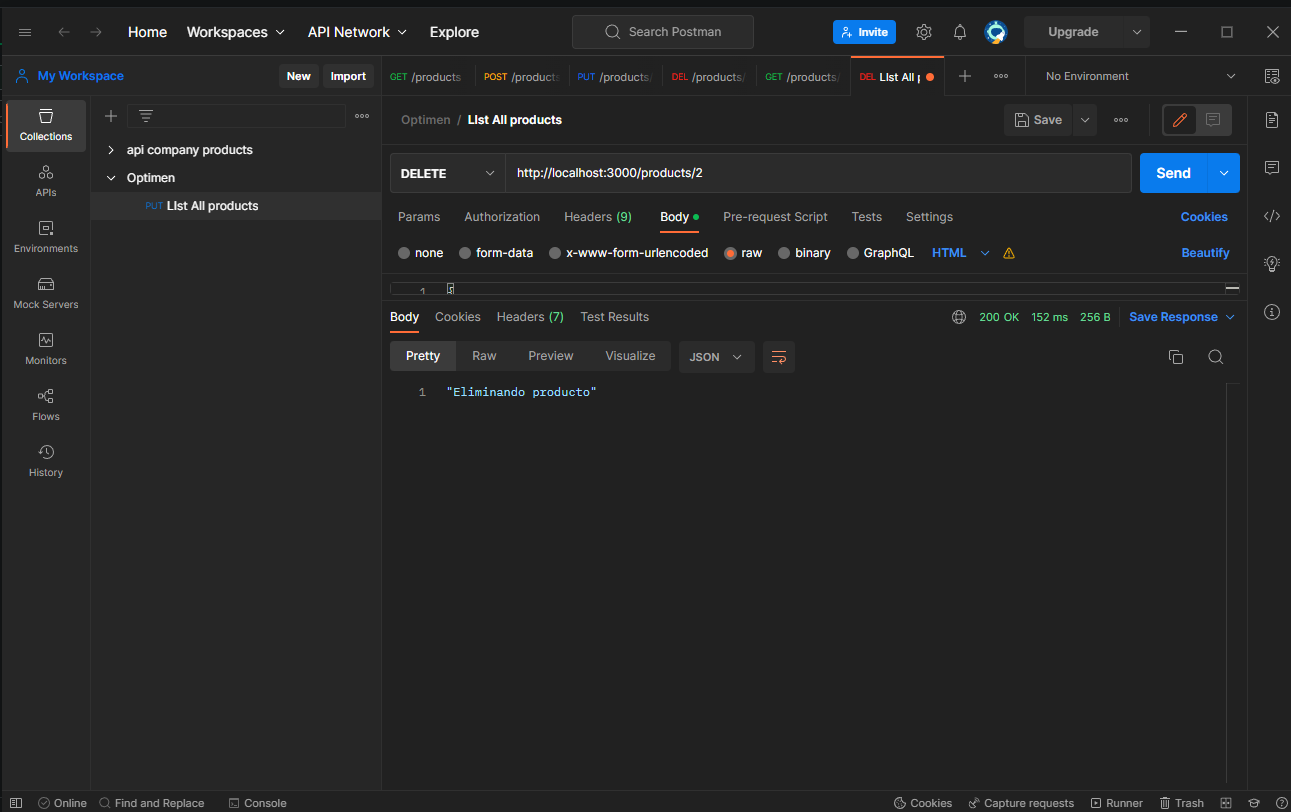 Home Workspaces API Network Explore Search Postman Invite Upgrade
My Workspace New Import GET /products POST /products PUT /products/ DEL /products/ GET /products/ DEL LIst All p No Environment
Collections
APIs
Environments
Mock Servers
Monitors
Flows
History
api company products
Optimen
PUT LIst All products
Optimen / LIst All products Save
DELETE http://localhost:3000/products/2 Send
Params Authorization Headers (9) Body Pre-request Script Tests Settings Cookies
none form-data x-www-form-urlencoded raw binary GraphQL HTML Beautify
1 {
Body Cookies Headers (7) Test Results 200 OK 152 ms 256 B Save Response
Pretty Raw Preview Visualize JSON
1 "Eliminando producto"
Online Find and Replace Console Cookies Capture requests Runner Trash